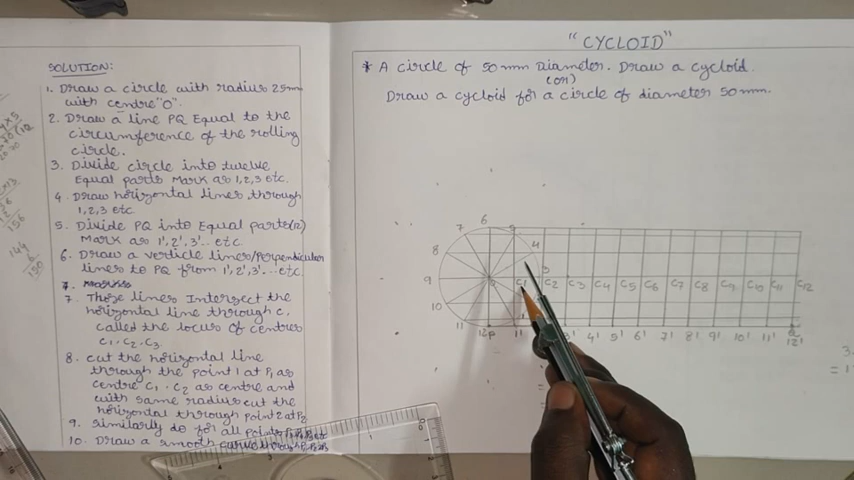 SOLUTION:
1. Draw a circle with radius 25mm
with centre "O".
2. Draw a line PQ Equal to the
circumference of the rolling
circle.
3. Divide circle into twelve
Equal parts Mark as 1,2,3 etc.
4. Draw horizontal lines through
1,2,3 etc
5. Divide PQ into Equal parts(12)
Mark as 1',2',3'.. etc
6. Draw a verticle lines/Perpendicular
lines to PQ from 1',2',3'...etc.
7. Those lines Intersect the
horizontal line through c,
called the locus of centres
C1.C2.C3
8. cut the horizontal line
through the point 1 at P1 as
centre C1.C2 as centre and
with same radius cut the
horizontal through point 2 at P2
9. similarly do for all points
10. Draw a smooth curve through
"CYCLOID"
* A circle of 50mm Diameter. Draw a cycloid.
(or)
Draw a cycloid for a circle of diameter 50mm.
6
7
4
8
9 C1 C2 C3 C4 C5 C6 C7 C8 C9 C10 C11 C12
10
11
12 P 1' 3' 4' 5' 6' 7' 8' 9' 10' 11' 12'
144
150
156